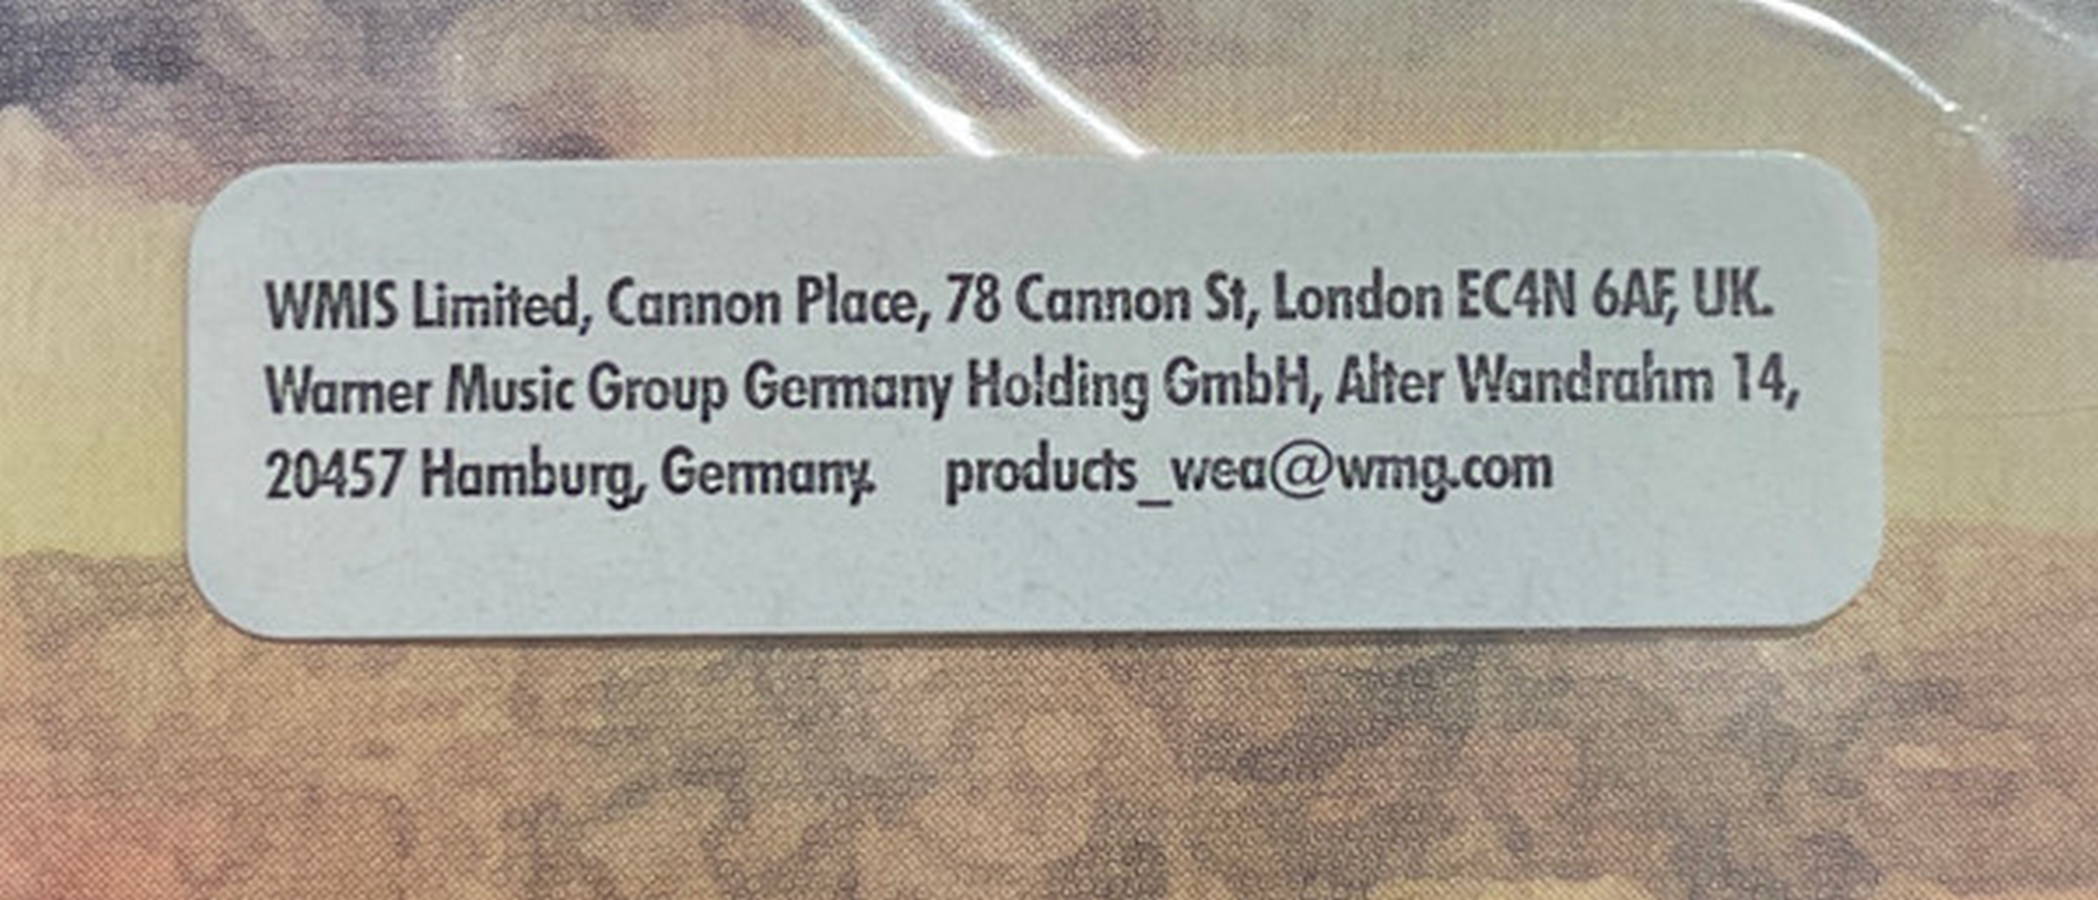 WMIS Limited, Cannon Place, 78 Cannon St, London EC4N 6AF, UK.
Warner Music Group Germany Holding GmbH, Alter Wandrahm 14,
20457 Hamburg, Germany. products_wea@wmg.com